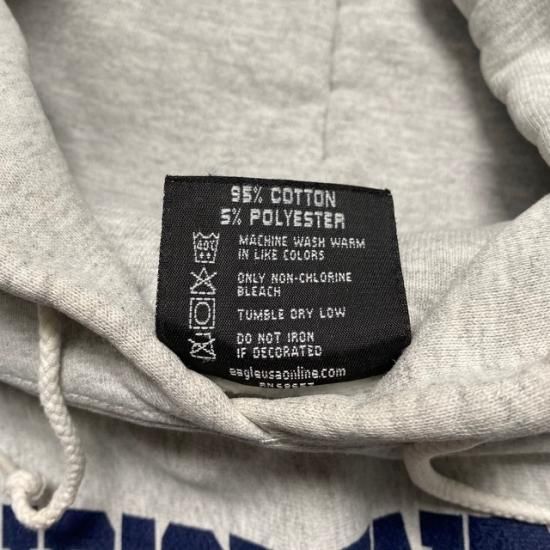 95% COTTON
5% POLYESTER
40C
MACHINE WASH WARM
IN LIKE COLORS
ONLY NON-CHLORINE
BLEACH
TUMBLE DRY LOW
DO NOT IRON
IF DECORATED
eagleusaonline.com